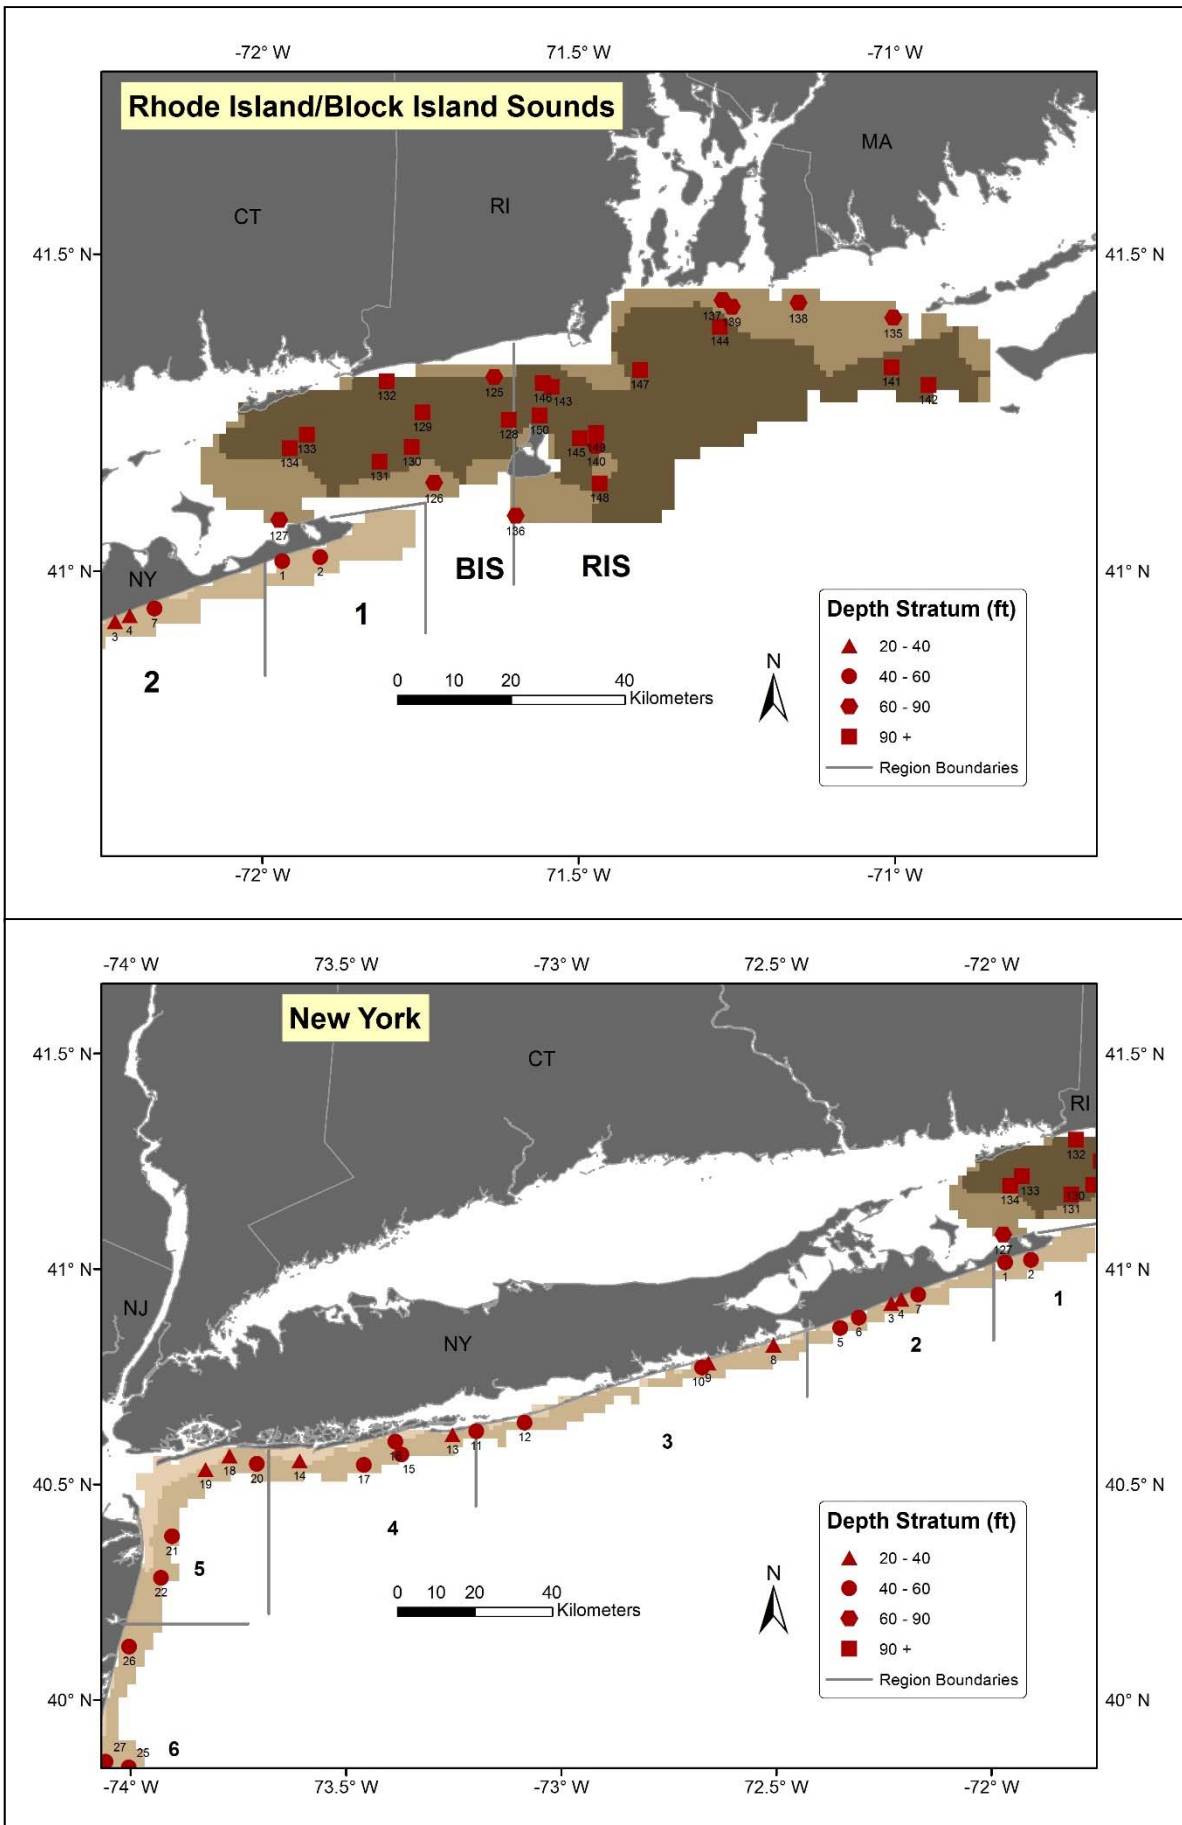 -72° W
71.5° W
-71° W
Rhode Island/Block Island Sounds
MA
CT
RI
41.5° N
41.5° N
137
139
138
135
144
147
141
142
132
125
146
143
129
128
150
133
134
130
145
149
140
131
126
148
127
136
1
2
BIS
RIS
41° N
41° N
NY
3
4
7
1
2
Depth Stratum (ft)
20 - 40
40 - 60
60 - 90
90 +
Region Boundaries
N
0 10 20 40
Kilometers
-72° W
71.5° W
-71° W
-74° W
73.5° W
-73° W
72.5° W
-72° W
New York
41.5° N
41.5° N
CT
RI
132
133
134
130
131
127
1
2
1
41° N
41° N
NJ
NY
3
4
7
5
6
2
8
9
10
3
12
11
13
16
15
17
14
20
18
19
40.5° N
40.5° N
4
21
5
22
26
Depth Stratum (ft)
20 - 40
40 - 60
60 - 90
90 +
Region Boundaries
N
0 10 20 40
Kilometers
40° N
40° N
27
25
6
-74° W
73.5° W
-73° W
72.5° W
-72° W